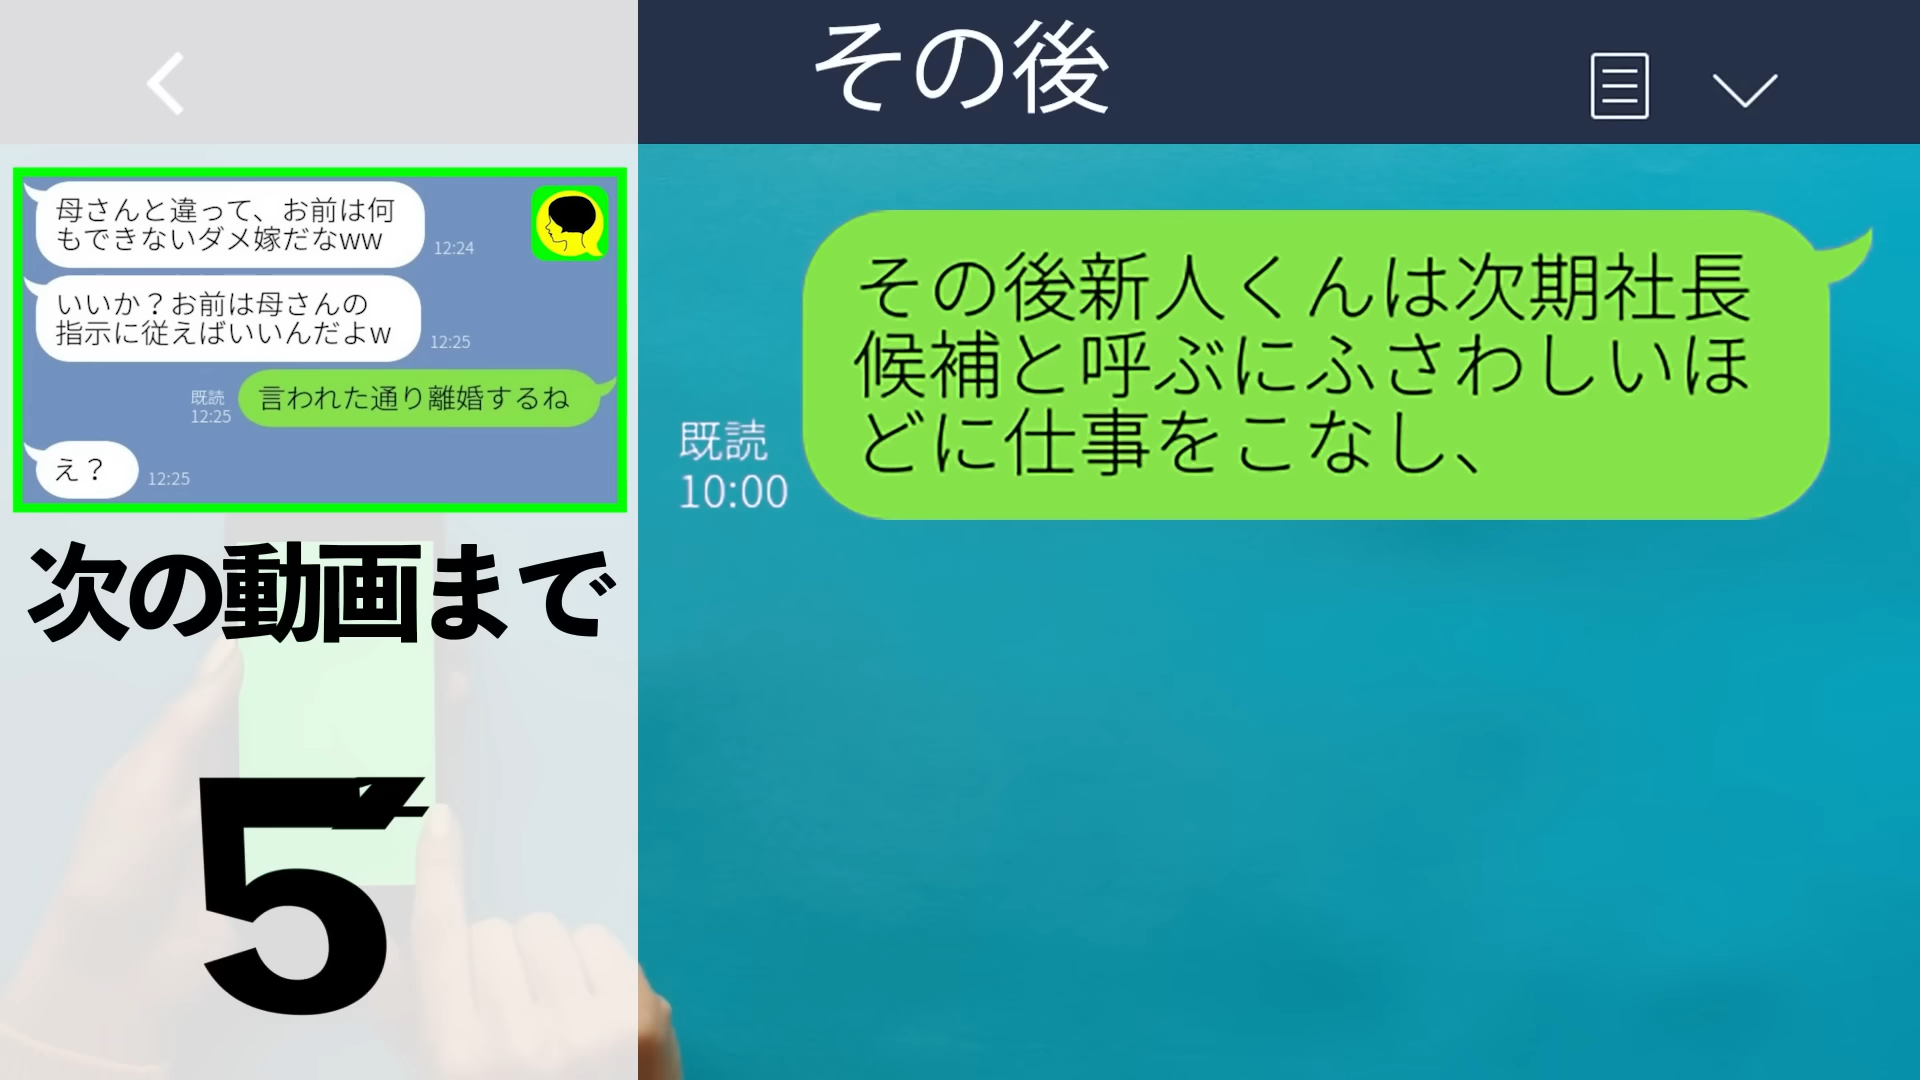 その後
母さんと違って、お前は何
もできないダメ嫁だなww
12:24
いいか？お前は母さんの
指示に従えばいいんだよw
12:25
既読
12:25
言われた通り離婚するね
え？
12:25
次の動画まで
5
その後新人くんは次期社長
候補と呼ぶにふさわしいほ
どに仕事をこなし、
既読
10:00